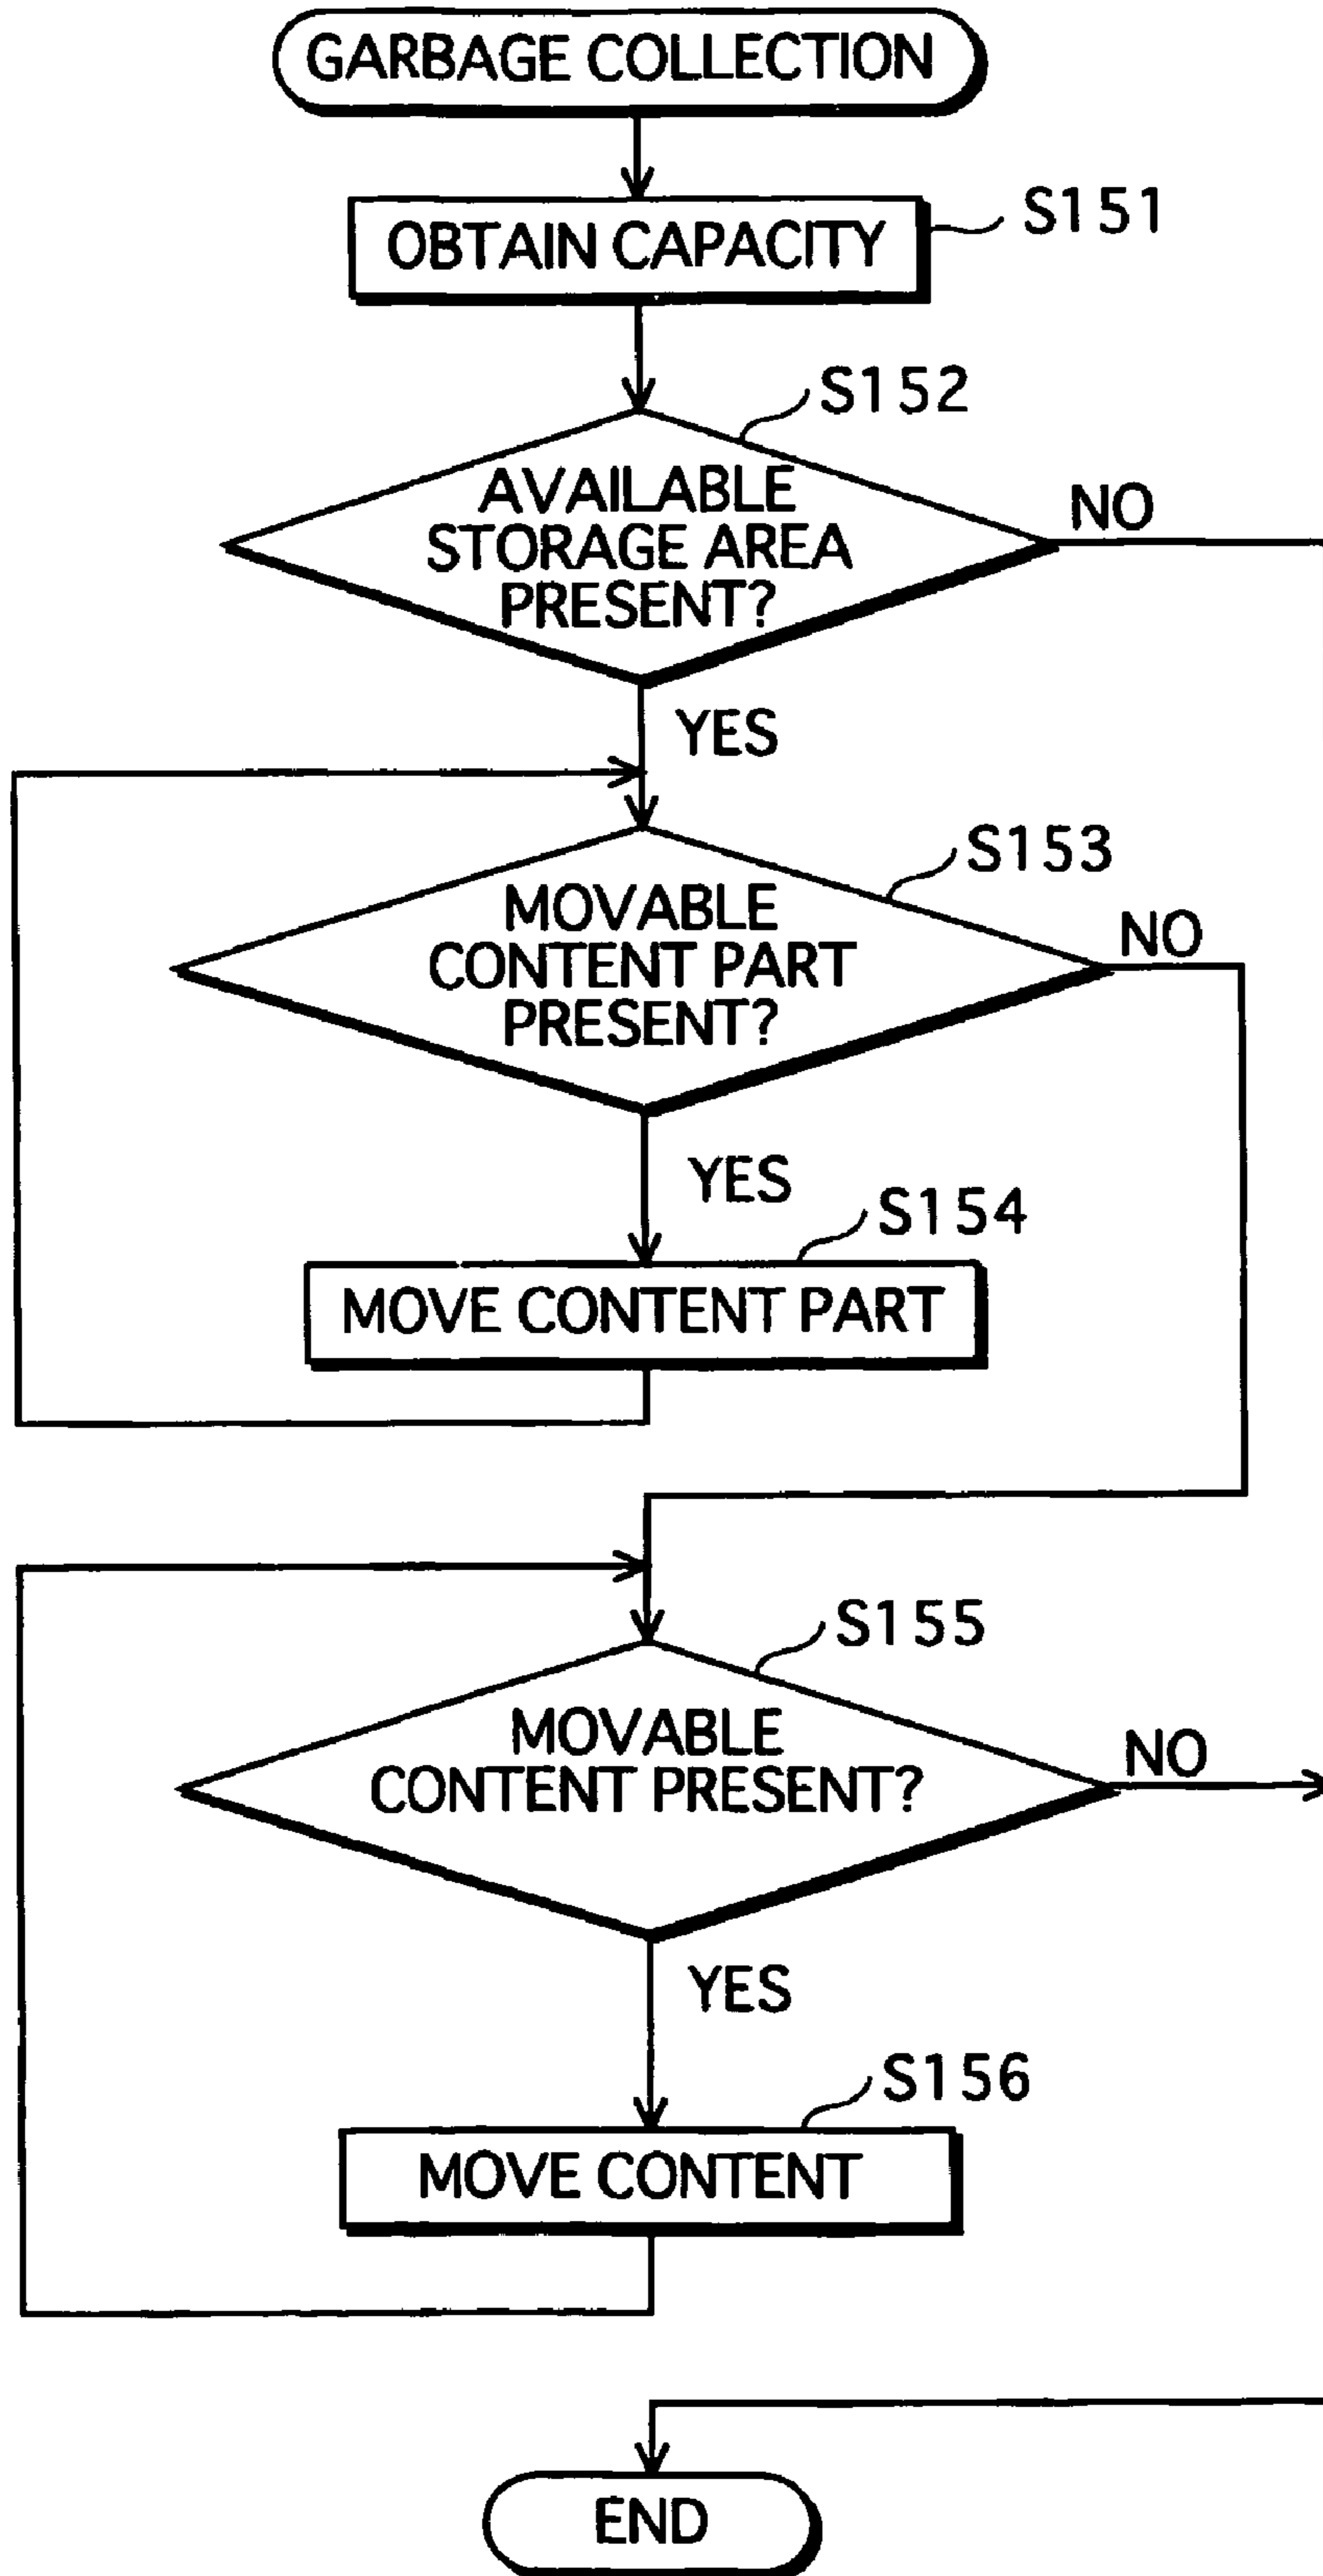 GARBAGE COLLECTION
OBTAIN CAPACITY
S151
S152
AVAILABLE
STORAGE AREA
PRESENT?
NO
YES
S153
MOVABLE
CONTENT PART
PRESENT?
NO
YES
S154
MOVE CONTENT PART
S155
MOVABLE
CONTENT PRESENT?
NO
YES
S156
MOVE CONTENT
END